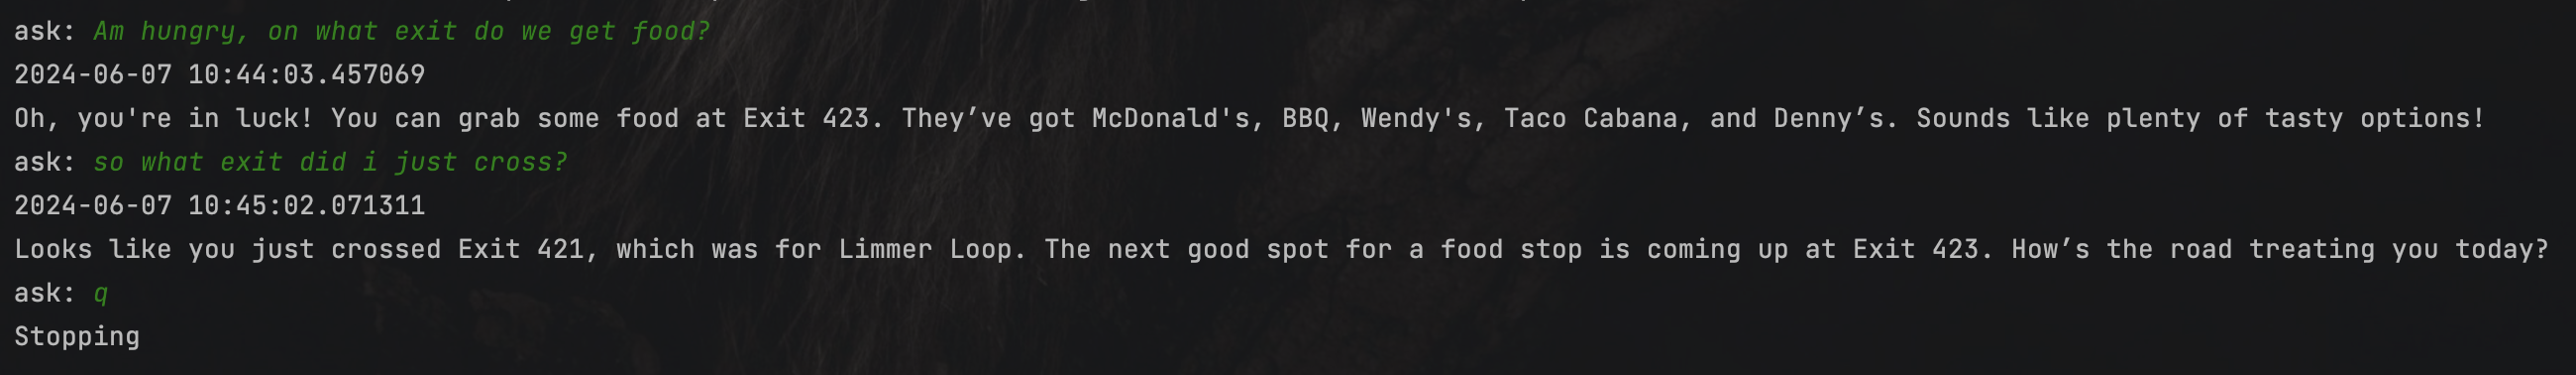 ask: Am hungry, on what exit do we get food?
2024-06-07 10:44:03.457069
Oh, you're in luck! You can grab some food at Exit 423. They’ve got McDonald's, BBQ, Wendy's, Taco Cabana, and Denny’s. Sounds like plenty of tasty options!
ask: so what exit did i just cross?
2024-06-07 10:45:02.071311
Looks like you just crossed Exit 421, which was for Limmer Loop. The next good spot for a food stop is coming up at Exit 423. How’s the road treating you today?
ask: q
Stopping